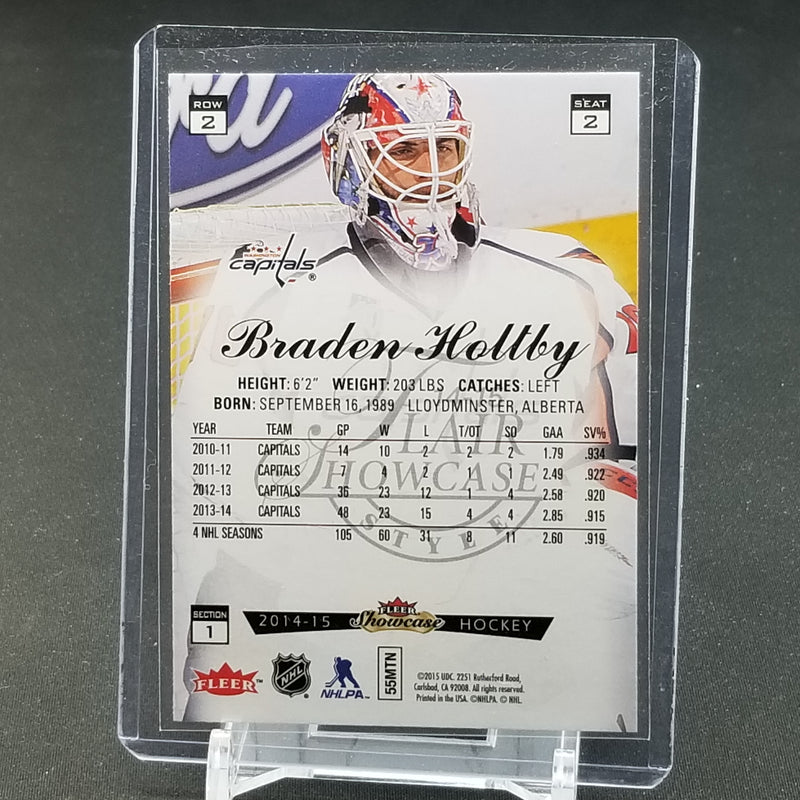 ROW
2
SEAT
2
WASHINGTON
capitals®
Braden Holtby
HEIGHT: 6'2" WEIGHT: 203 LBS CATCHES: LEFT
BORN: SEPTEMBER 16, 1989 LLOYDMINSTER, ALBERTA
14-15
FLAIR
SHOWCASE
STYLE
YEAR TEAM GP W L T/OT SO GAA SV%
2010-11 CAPITALS 14 10 2 2 2 1.79 .934
2011-12 CAPITALS 7 4 2 1 1 2.49 .922
2012-13 CAPITALS 36 23 12 1 4 2.58 .920
2013-14 CAPITALS 48 23 15 4 4 2.85 .915
4 NHL SEASONS 105 60 31 8 11 2.60 .919
SECTION
1
2014-15 FLEER Showcase HOCKEY
FLEER™
NHL
NHLPA™
55MTN
©2015 UDC. 2251 Rutherford Road,
Carlsbad, CA 92008. All rights reserved.
Printed in the USA. ©NHLPA. © NHL.